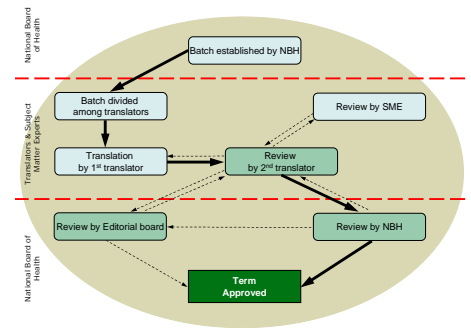 National Board
of Health
Batch established by NBH
Translators & Subject
Matter Experts
Batch divided
among translators
Review by SME
Translation
by 1st translator
Review
by 2nd translator
National Board of
Health
Review by Editorial board
Review by NBH
Term
Approved